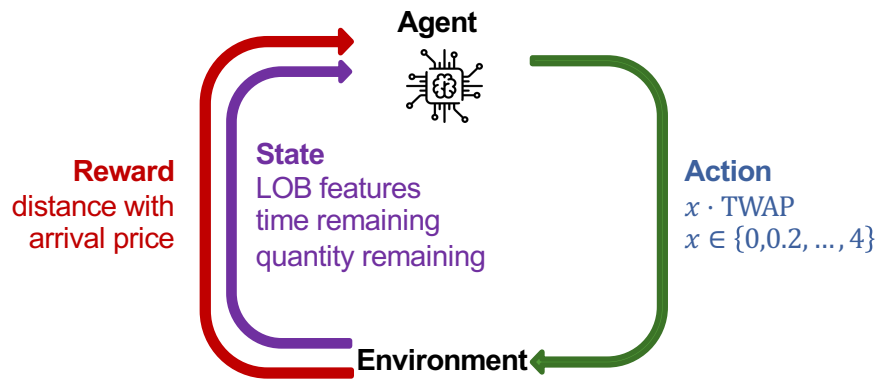 Agent
Reward
distance with
arrival price
State
LOB features
time remaining
quantity remaining
Action
x · TWAP
x ∈ {0,0.2, …, 4}
Environment